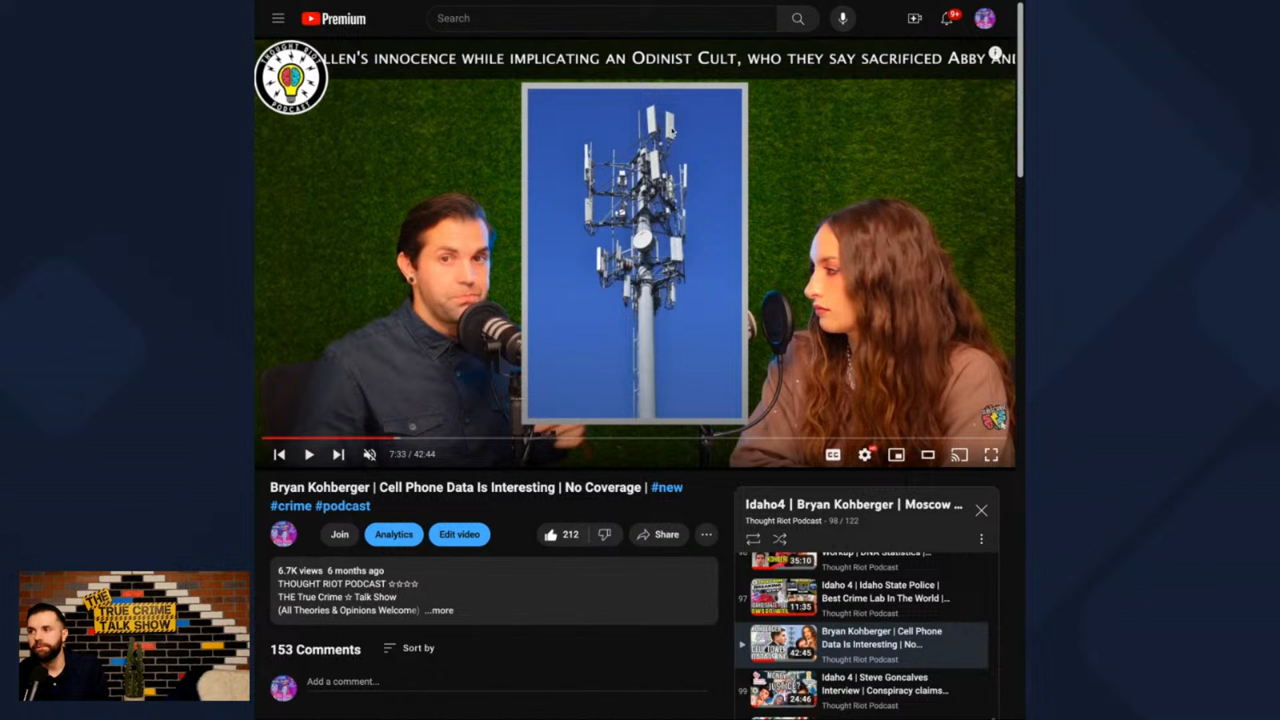 Premium
Search
9+
THOUGHT RIOT
PODCAST
LLEN'S INNOCENCE WHILE IMPLICATING AN ODINIST CULT, WHO THEY SAY SACRIFICED ABBY AN
7:33 / 42:44
CC
Bryan Kohberger | Cell Phone Data Is Interesting | No Coverage | #new
#crime #podcast
Join
Analytics
Edit video
212
Share
6.7K views 6 months ago
THOUGHT RIOT PODCAST ☆☆☆☆
THE True Crime ☆ Talk Show
(All Theories & Opinions Welcome) ...more
153 Comments
Sort by
Add a comment...
Idaho4 | Bryan Kohberger | Moscow ...
Thought Riot Podcast - 98 / 122
35:10
Workup | DNA Statistics |...
Thought Riot Podcast
97
11:35
Idaho 4 | Idaho State Police |
Best Crime Lab In The World |...
Thought Riot Podcast
42:45
Bryan Kohberger | Cell Phone
Data Is Interesting | No...
Thought Riot Podcast
99
24:46
Idaho 4 | Steve Goncalves
Interview | Conspiracy claims...
Thought Riot Podcast
THE
TRUE CRIME
TALK SHOW